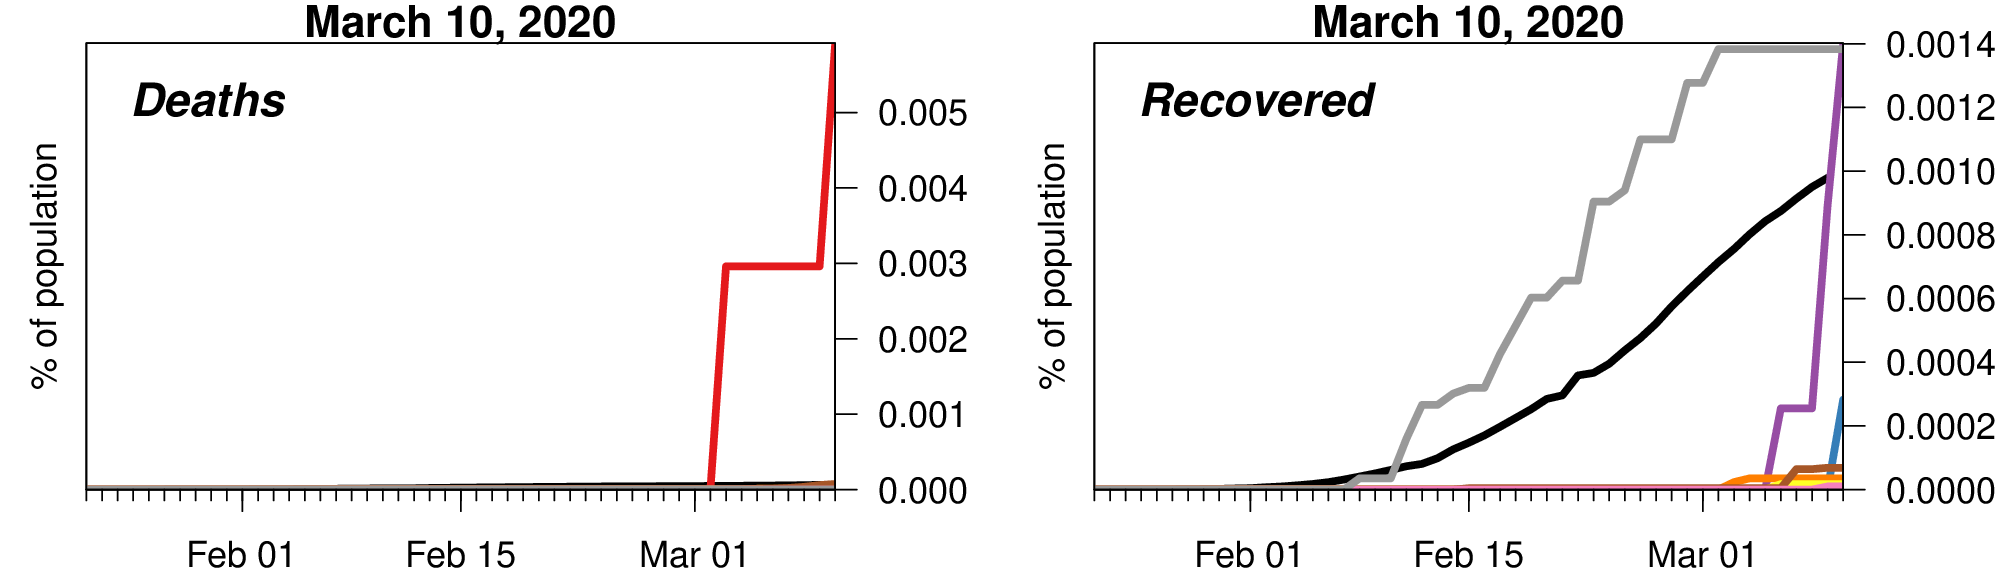 March 10, 2020
Deaths
% of population
0.005
0.004
0.003
0.002
0.001
0.000
Feb 01 Feb 15 Mar 01
March 10, 2020
Recovered
% of population
0.0014
0.0012
0.0010
0.0008
0.0006
0.0004
0.0002
0.0000
Feb 01 Feb 15 Mar 01